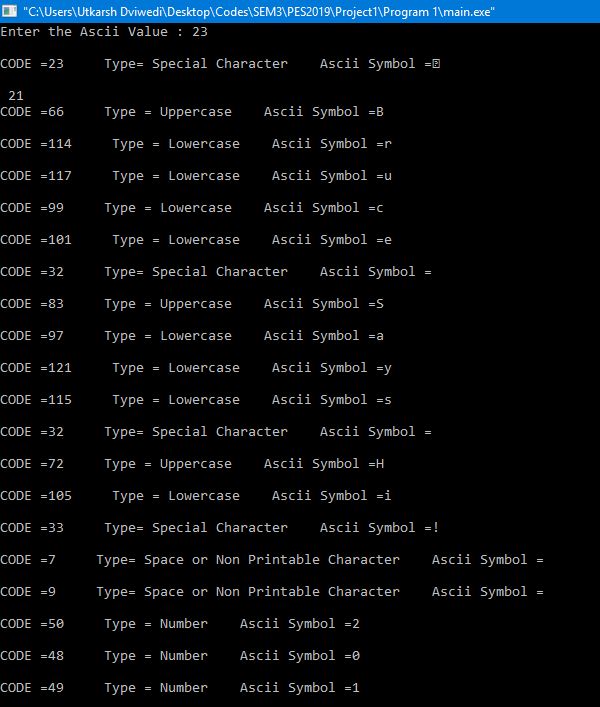 "C:\Users\Utkarsh Dviwedi\Desktop\Codes\SEM3\PES2019\Project1\Program 1\main.exe"
Enter the Ascii Value : 23
CODE =23     Type= Special Character    Ascii Symbol =
 21
CODE =66     Type = Uppercase    Ascii Symbol =B
CODE =114     Type = Lowercase    Ascii Symbol =r
CODE =117     Type = Lowercase    Ascii Symbol =u
CODE =99     Type = Lowercase    Ascii Symbol =c
CODE =101     Type = Lowercase    Ascii Symbol =e
CODE =32     Type= Special Character    Ascii Symbol =
CODE =83     Type = Uppercase    Ascii Symbol =S
CODE =97     Type = Lowercase    Ascii Symbol =a
CODE =121     Type = Lowercase    Ascii Symbol =y
CODE =115     Type = Lowercase    Ascii Symbol =s
CODE =32     Type= Special Character    Ascii Symbol =
CODE =72     Type = Uppercase    Ascii Symbol =H
CODE =105     Type = Lowercase    Ascii Symbol =i
CODE =33     Type= Special Character    Ascii Symbol =!
CODE =7     Type= Space or Non Printable Character    Ascii Symbol =
CODE =9     Type= Space or Non Printable Character    Ascii Symbol =
CODE =50     Type = Number    Ascii Symbol =2
CODE =48     Type = Number    Ascii Symbol =0
CODE =49     Type = Number    Ascii Symbol =1